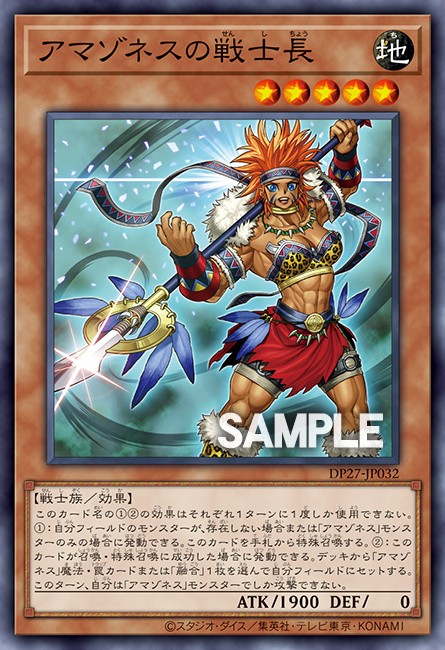 アマゾネスの戦士長
地
SAMPLE
DP27-JP032
【戦士族／効果】
このカード名の①②の効果はそれぞれ１ターンに１度しか使用できない。
①：自分フィールドのモンスターが存在しない場合または「アマゾネス」モンス
ターのみの場合に発動できる。このカードを手札から特殊召喚する。②：この
カードが召喚・特殊召喚に成功した場合に発動できる。デッキから「アマゾネ
ス」魔法・罠カードまたは「融合」１枚を選んで自分フィールドにセットする。
このターン、自分は「アマゾネス」モンスターでしか攻撃できない。
ATK/1900 DEF/ 0
©スタジオ・ダイス／集英社・テレビ東京・KONAMI